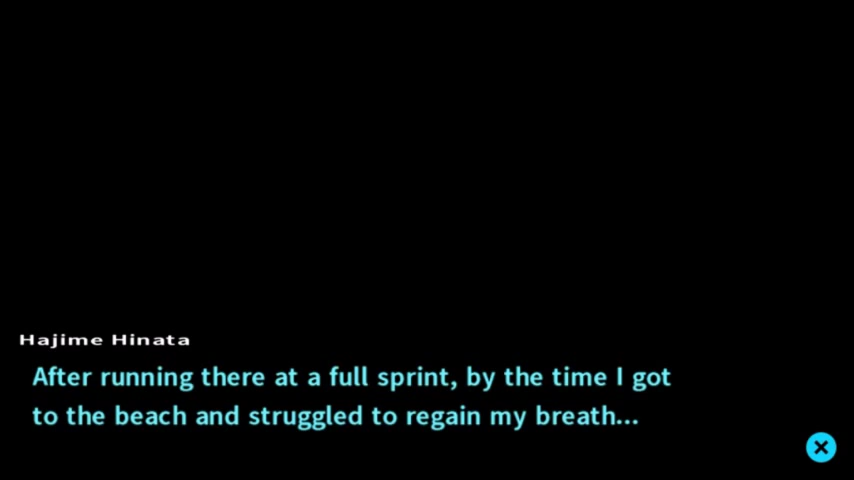 Hajime Hinata
After running there at a full sprint, by the time I got
to the beach and struggled to regain my breath...